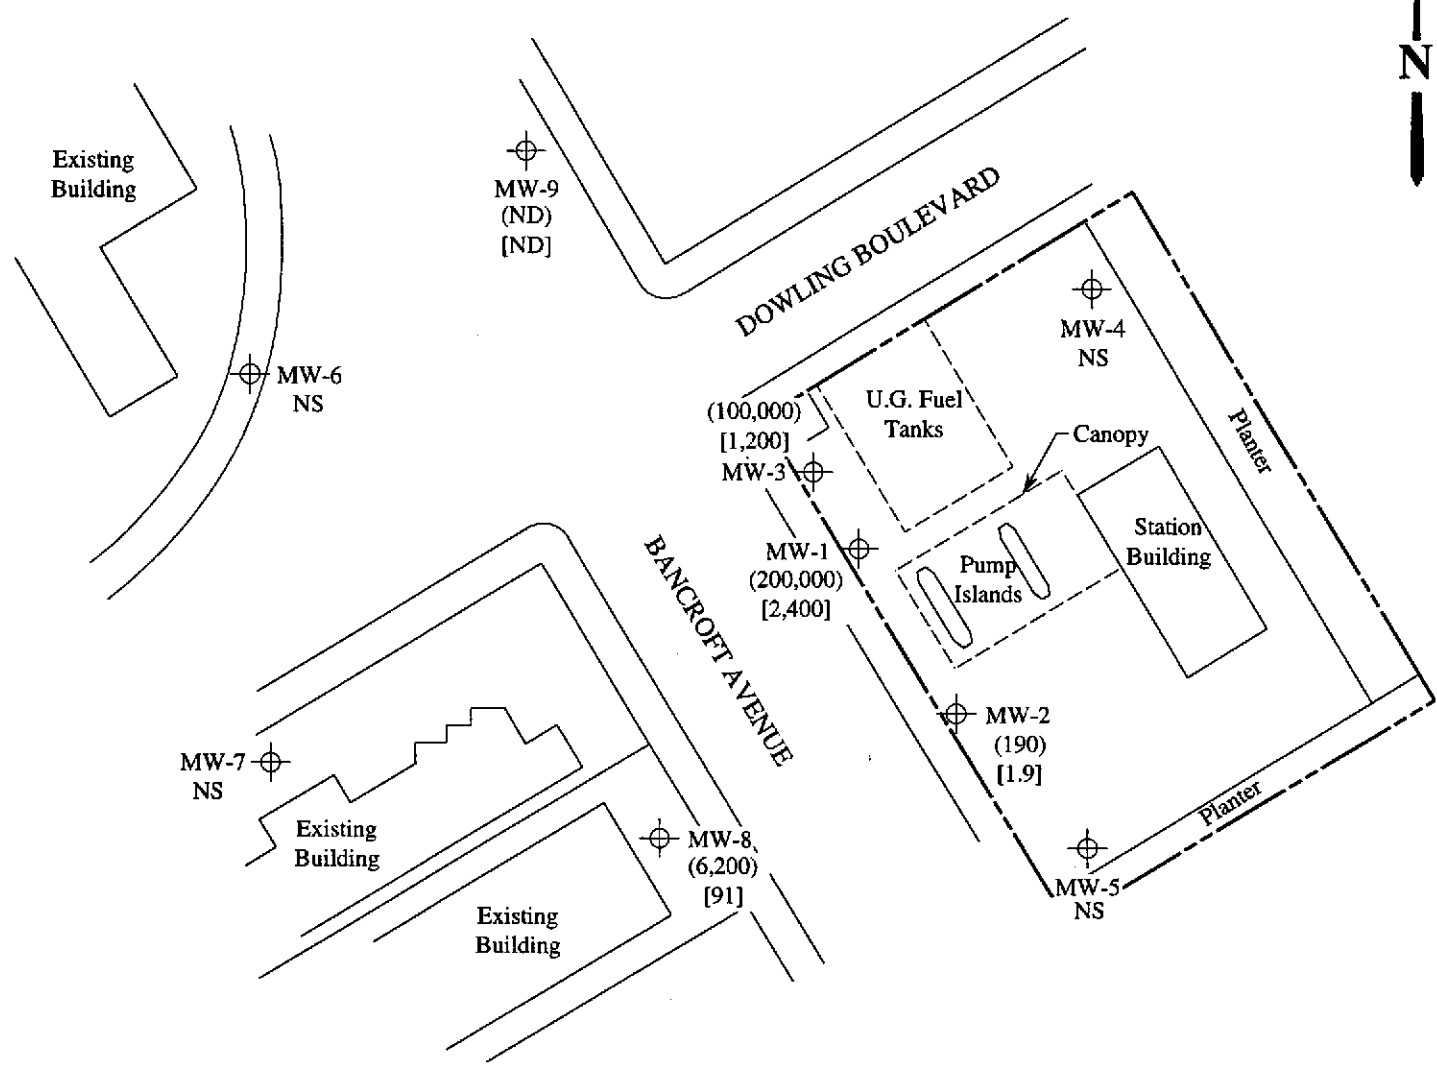 N
Existing
Building
MW-9
(ND)
[ND]
DOWLING BOULEVARD
MW-4
NS
MW-6
NS
(100,000)
[1,200]
MW-3
U.G. Fuel
Tanks
Canopy
Planter
Station
Building
MW-1
(200,000)
[2,400]
Pump
Islands
BANCROFT AVENUE
MW-2
(190)
[1.9]
MW-7
NS
Existing
Building
MW-8
(6,200)
[91]
Planter
MW-5
NS
Existing
Building